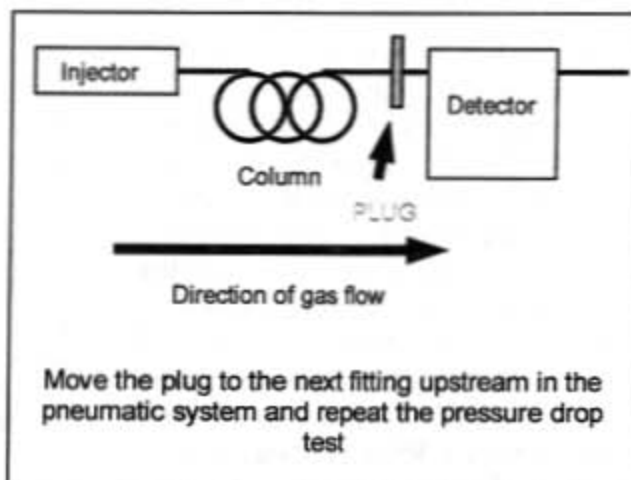 Injector
Detector
Column
PLUG
Direction of gas flow
Move the plug to the next fitting upstream in the
pneumatic system and repeat the pressure drop
test